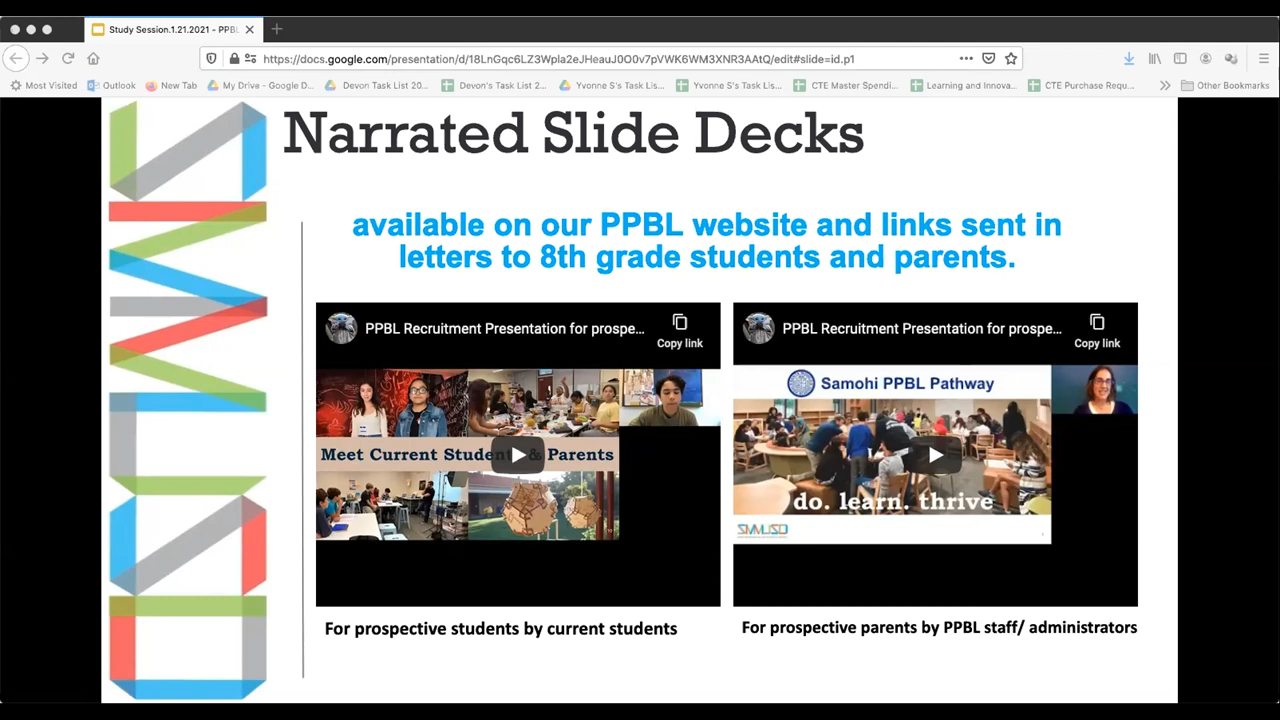 Study Session.1.21.2021 - PPBL
https://docs.google.com/presentation/d/18LnGqc6LZ3Wpla2eJHeauJ0O0v7pVWK6WM3XNR3AAtQ/edit#slide=id.p1
Most Visited Outlook New Tab My Drive - Google D... Devon Task List 20... Devon's Task List 2... Yvonne S's Task Lis... Yvonne S's Task Lis... CTE Master Spendi... Learning and Innova... CTE Purchase Requ... Other Bookmarks
SMMUSD
Narrated Slide Decks
available on our PPBL website and links sent in
letters to 8th grade students and parents.
PPBL Recruitment Presentation for prospe...
Copy link
Meet Current Students & Parents
For prospective students by current students
PPBL Recruitment Presentation for prospe...
Copy link
Samohi PPBL Pathway
do. learn. thrive
SMMUSD
For prospective parents by PPBL staff/ administrators